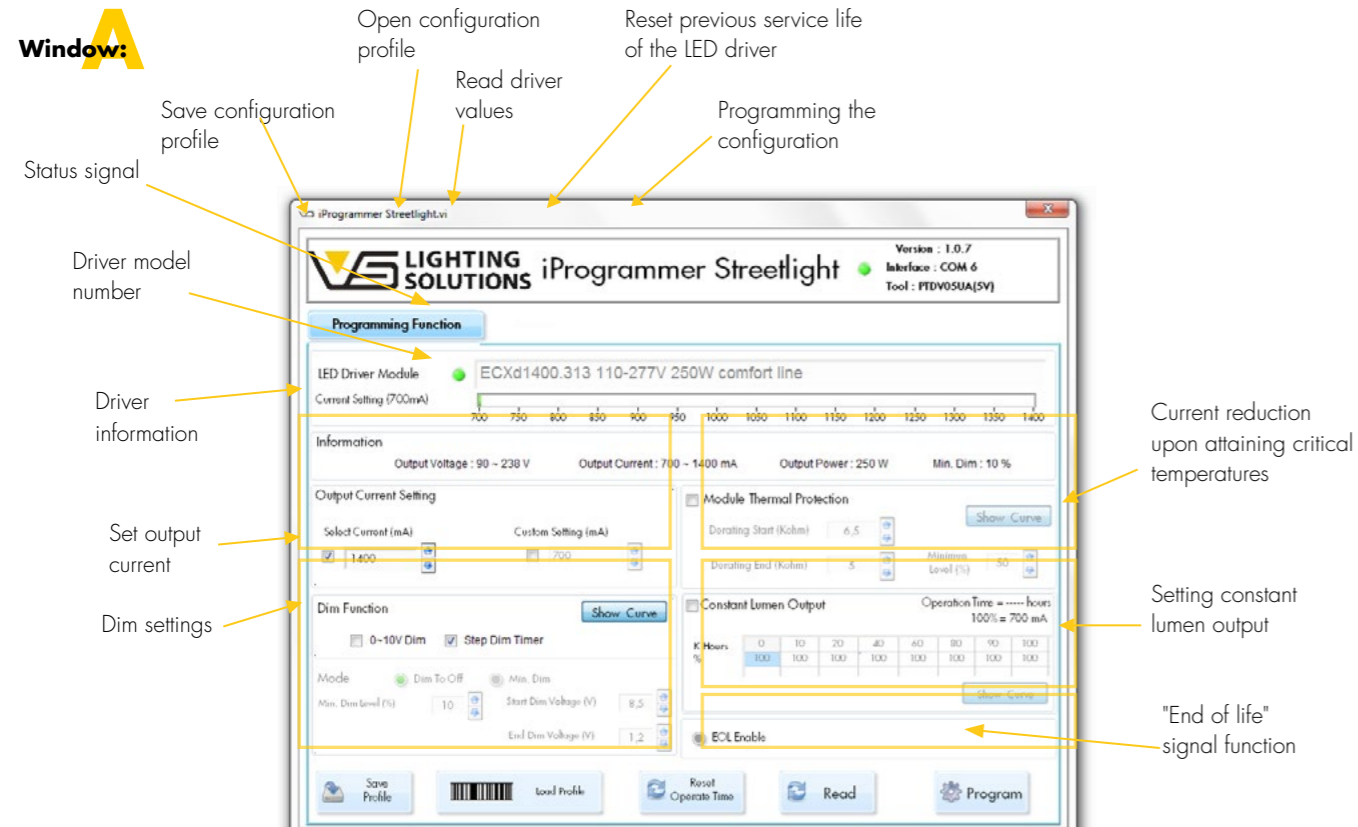 Window:
A
Open configuration
profile
Reset previous service life
of the LED driver
Read driver
values
Save configuration
profile
Programming the
configuration
Status signal
Driver model
number
Driver
information
Set output
current
Dim settings
Current reduction
upon attaining critical
temperatures
Setting constant
lumen output
"End of life"
signal function
VS iProgrammer Streetlight.vi
x
VS LIGHTING
SOLUTIONS
iProgrammer Streetlight
Version : 1.0.7
Interface : COM 6
Tool : PTDV05UA(5V)
Programming Function
LED Driver Module
ECXd1400.313 110-277V 250W comfort line
Current Setting (700mA)
700 750 800 850 900 950 1000 1050 1100 1150 1200 1250 1300 1350 1400
Information
Output Voltage : 90 ~ 238 V Output Current : 700 ~ 1400 mA Output Power : 250 W Min. Dim : 10 %
Output Current Setting
Select Current (mA) Custom Setting (mA)
1400 700
Module Thermal Protection
Show Curve
Dorating Start (Kohm) 6,5
Dorating End (Kohm) 5
Minimum
Level (%) 50
Dim Function
Show Curve
0~10V Dim Step Dim Timer
Mode Dim To Off Min. Dim
Min. Dim Level (%) 10 Start Dim Voltage (V) 8,5
End Dim Voltage (V) 1,2
Constant Lumen Output
Operation Time = ----- hours
100% = 700 mA
K Hours 0 10 20 40 60 80 90 100
% 100 100 100 100 100 100 100 100
Show Curve
EOL Enable
Save
Profile
Load Profile
Reset
Operate Time
Read
Program